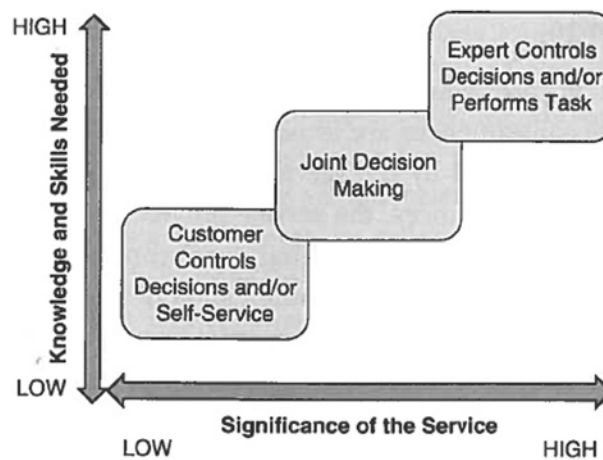 HIGH
Expert Controls
Decisions and/or
Performs Task
Joint Decision
Making
Customer
Controls
Decisions and/or
Self-Service
Knowledge and Skills Needed
LOW
Significance of the Service
LOW
HIGH